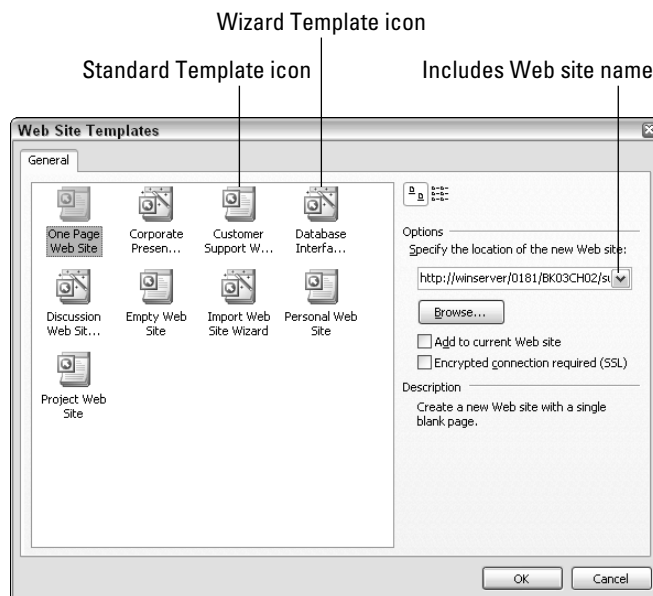 Wizard Template icon
Standard Template icon
Includes Web site name
Web Site Templates
General
One Page
Web Site
Corporate
Presen...
Customer
Support W...
Database
Interfa...
Discussion
Web Sit...
Empty Web
Site
Import Web
Site Wizard
Personal Web
Site
Project Web
Site
Options
Specify the location of the new Web site:
http://winserver/0181/BK03CH02/su
Browse...
Add to current Web site
Encrypted connection required (SSL)
Description
Create a new Web site with a single
blank page.
OK
Cancel